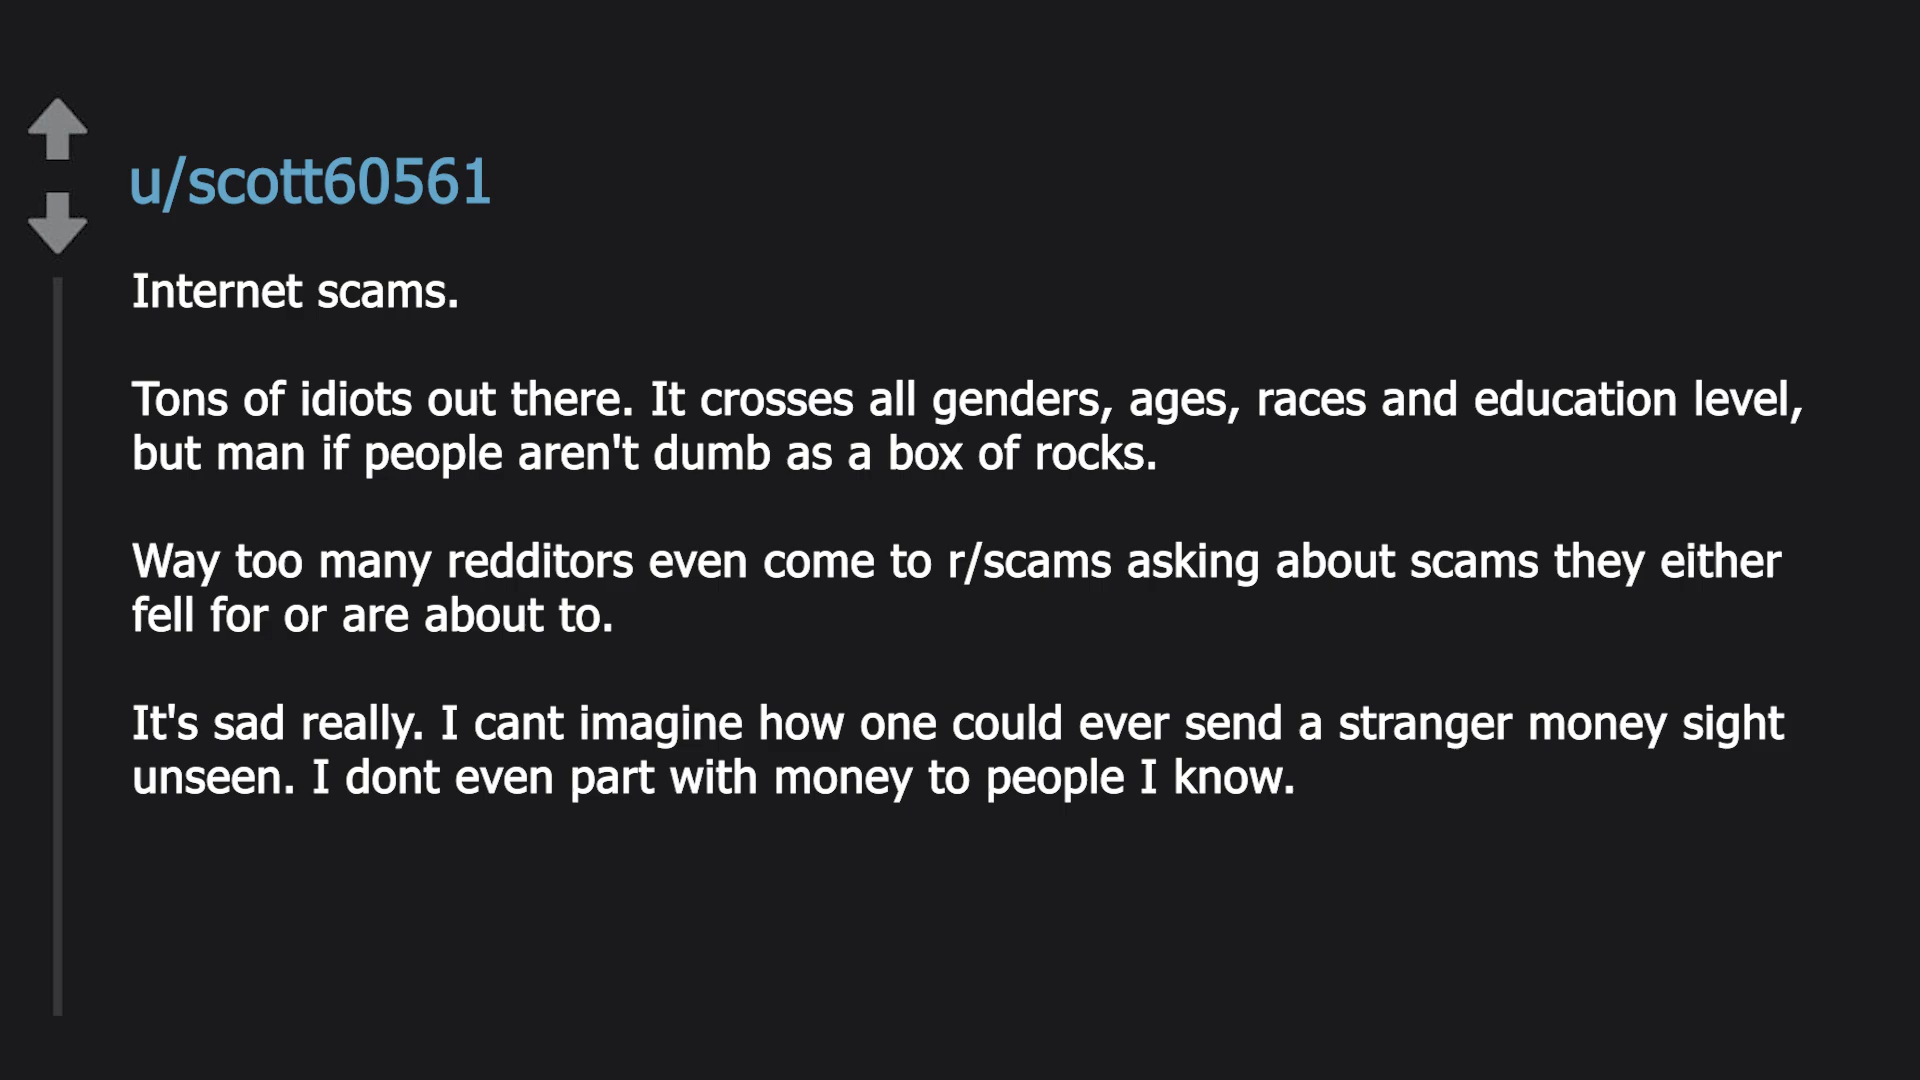 u/scott60561
Internet scams.
Tons of idiots out there. It crosses all genders, ages, races and education level,
but man if people aren't dumb as a box of rocks.
Way too many redditors even come to r/scams asking about scams they either
fell for or are about to.
It's sad really. I cant imagine how one could ever send a stranger money sight
unseen. I dont even part with money to people I know.